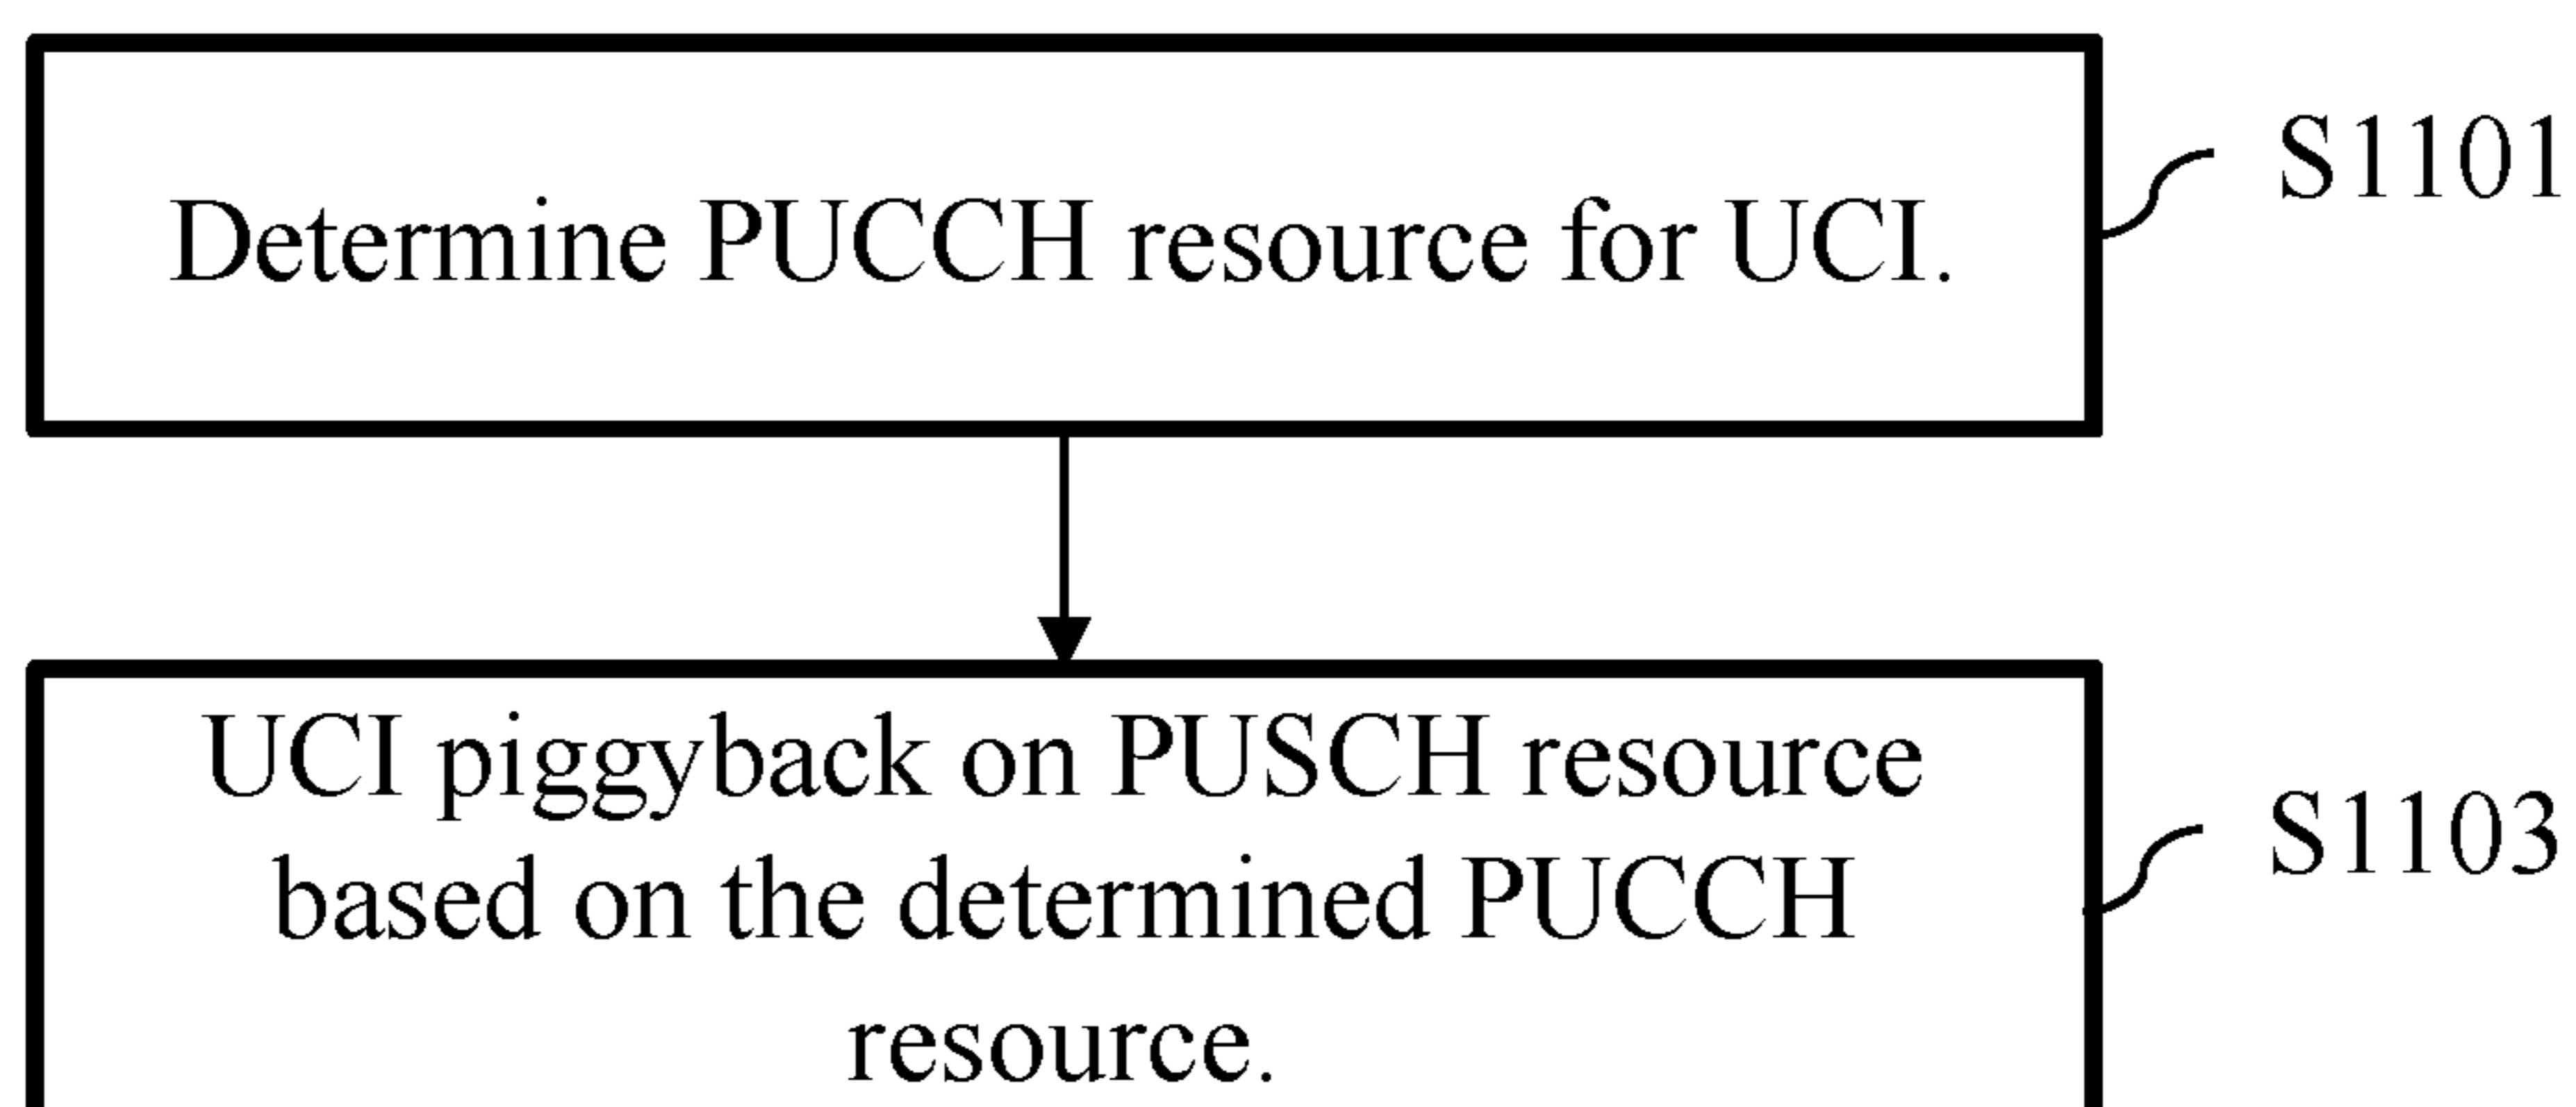 Determine PUCCH resource for UCI.
S1101
UCI piggyback on PUSCH resource
based on the determined PUCCH
resource.
S1103